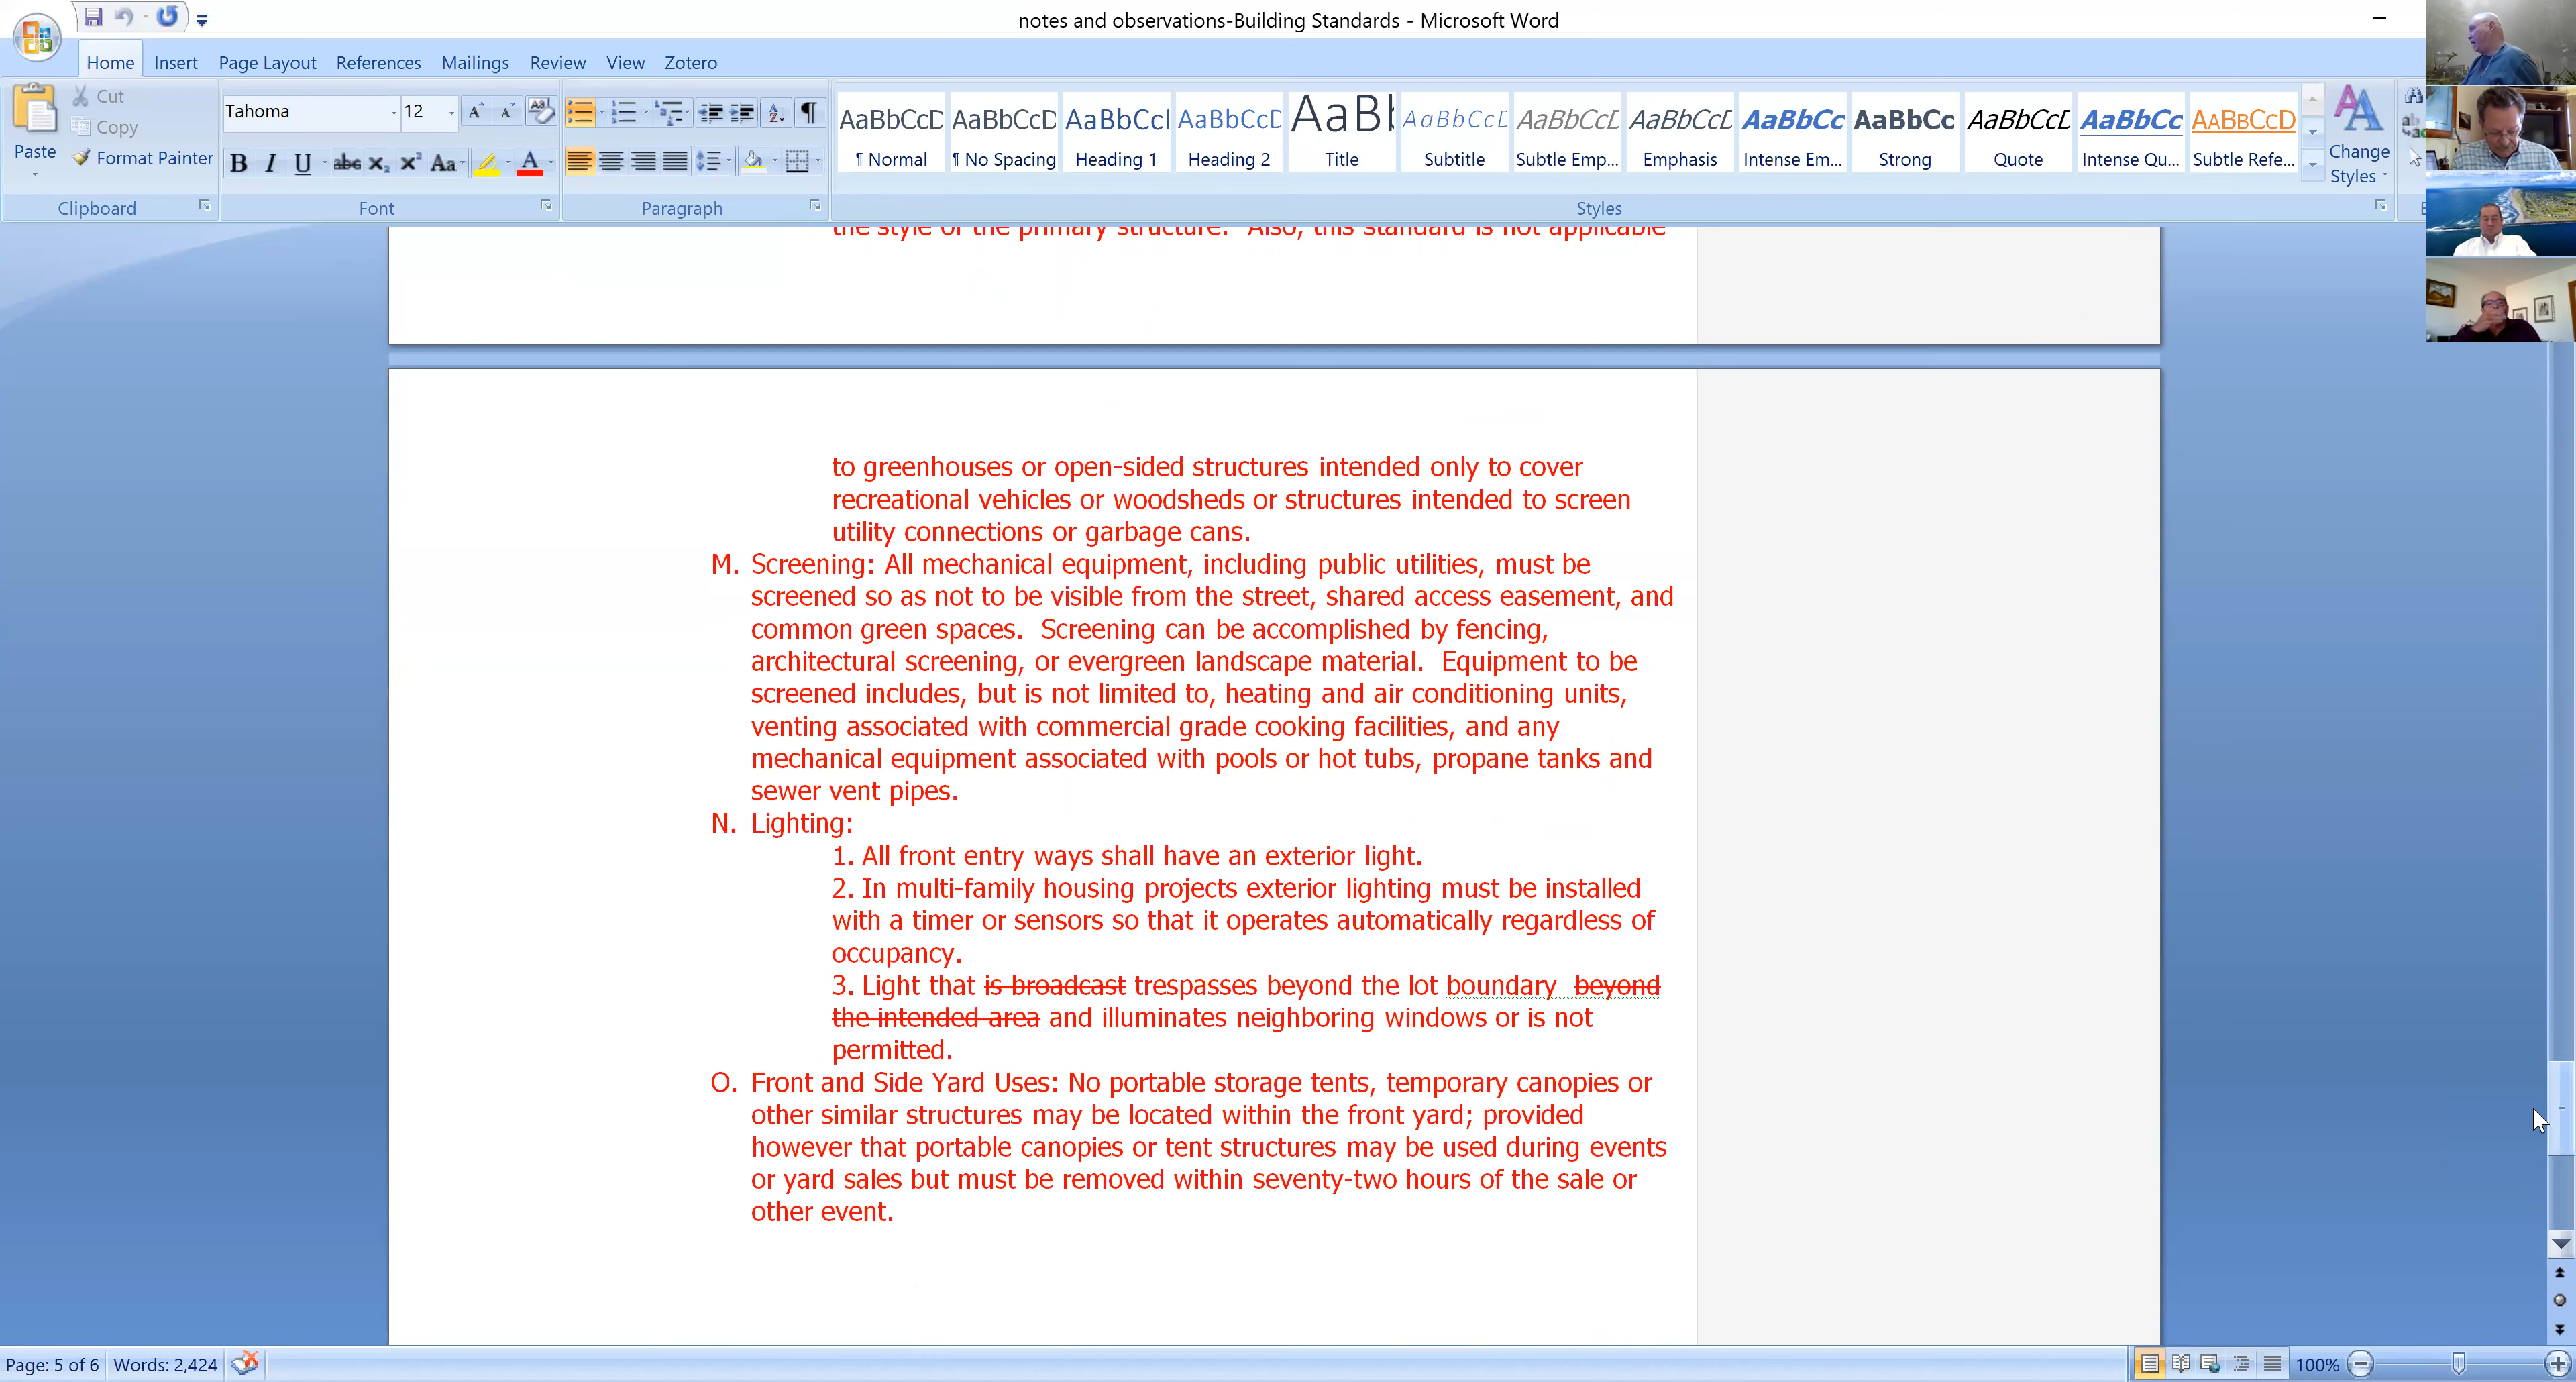 notes and observations-Building Standards - Microsoft Word
Home Insert Page Layout References Mailings Review View Zotero
Paste
Cut
Copy
Format Painter
Clipboard
Tahoma 12
Font
Paragraph
AaBbCcD AaBbCcD AaBbCcI AaBbCcD AaBb AaBbCcD AaBbCcD AaBbCcD AaBbCc AaBbCc AaBbCcD AaBbCc AABBCCD
¶ Normal ¶ No Spacing Heading 1 Heading 2 Title Subtitle Subtle Emp... Emphasis Intense Em... Strong Quote Intense Qu... Subtle Refe...
Change
Styles
Styles
the style of the primary structure. Also, this standard is not applicable
to greenhouses or open-sided structures intended only to cover
recreational vehicles or woodsheds or structures intended to screen
utility connections or garbage cans.
M. Screening: All mechanical equipment, including public utilities, must be
screened so as not to be visible from the street, shared access easement, and
common green spaces. Screening can be accomplished by fencing,
architectural screening, or evergreen landscape material. Equipment to be
screened includes, but is not limited to, heating and air conditioning units,
venting associated with commercial grade cooking facilities, and any
mechanical equipment associated with pools or hot tubs, propane tanks and
sewer vent pipes.
N. Lighting:
1. All front entry ways shall have an exterior light.
2. In multi-family housing projects exterior lighting must be installed
with a timer or sensors so that it operates automatically regardless of
occupancy.
3. Light that is broadcast trespasses beyond the lot boundary beyond
the intended area and illuminates neighboring windows or is not
permitted.
O. Front and Side Yard Uses: No portable storage tents, temporary canopies or
other similar structures may be located within the front yard; provided
however that portable canopies or tent structures may be used during events
or yard sales but must be removed within seventy-two hours of the sale or
other event.
Page: 5 of 6 Words: 2,424 100%